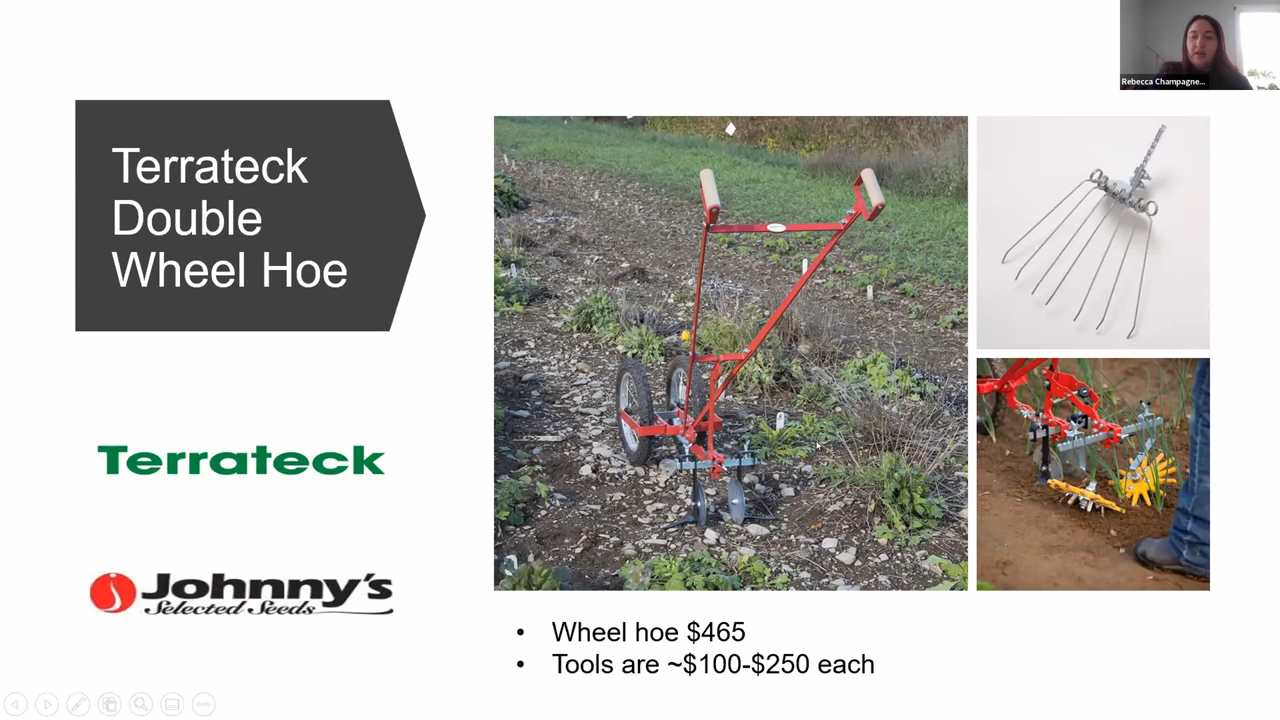 Rebecca Champagne...
Terrateck
Double
Wheel Hoe
Terrateck
Johnny's
Selected Seeds
• Wheel hoe $465
• Tools are ~$100-$250 each